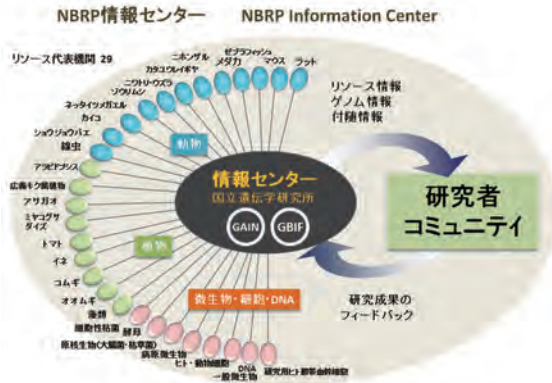 NBRP情報センター NBRP Information Center
リソース代表機関 29
ラット
マウス
ゼブラフィッシュ
メダカ
ニホンザル
カタユウレイボヤ
ニワトリ・ウズラ
ゾウリムシ
ネッタイツメガエル
カイコ
ショウジョウバエ
線虫
動物
アラビドプシス
広義キク属植物
アサガオ
ミヤコグサ
ダイズ
トマト
イネ
コムギ
オオムギ
藻類
植物
細胞性粘菌
酵母
原核生物(大腸菌・枯草菌)
病原微生物
ヒト・動物細胞
一般微生物
DNA
研究用ヒト臍帯血幹細胞
微生物・細胞・DNA
情報センター
国立遺伝学研究所
GAIN
GBIF
リソース情報
ゲノム情報
付随情報
研究者
コミュニテイ
研究成果の
フィードバック